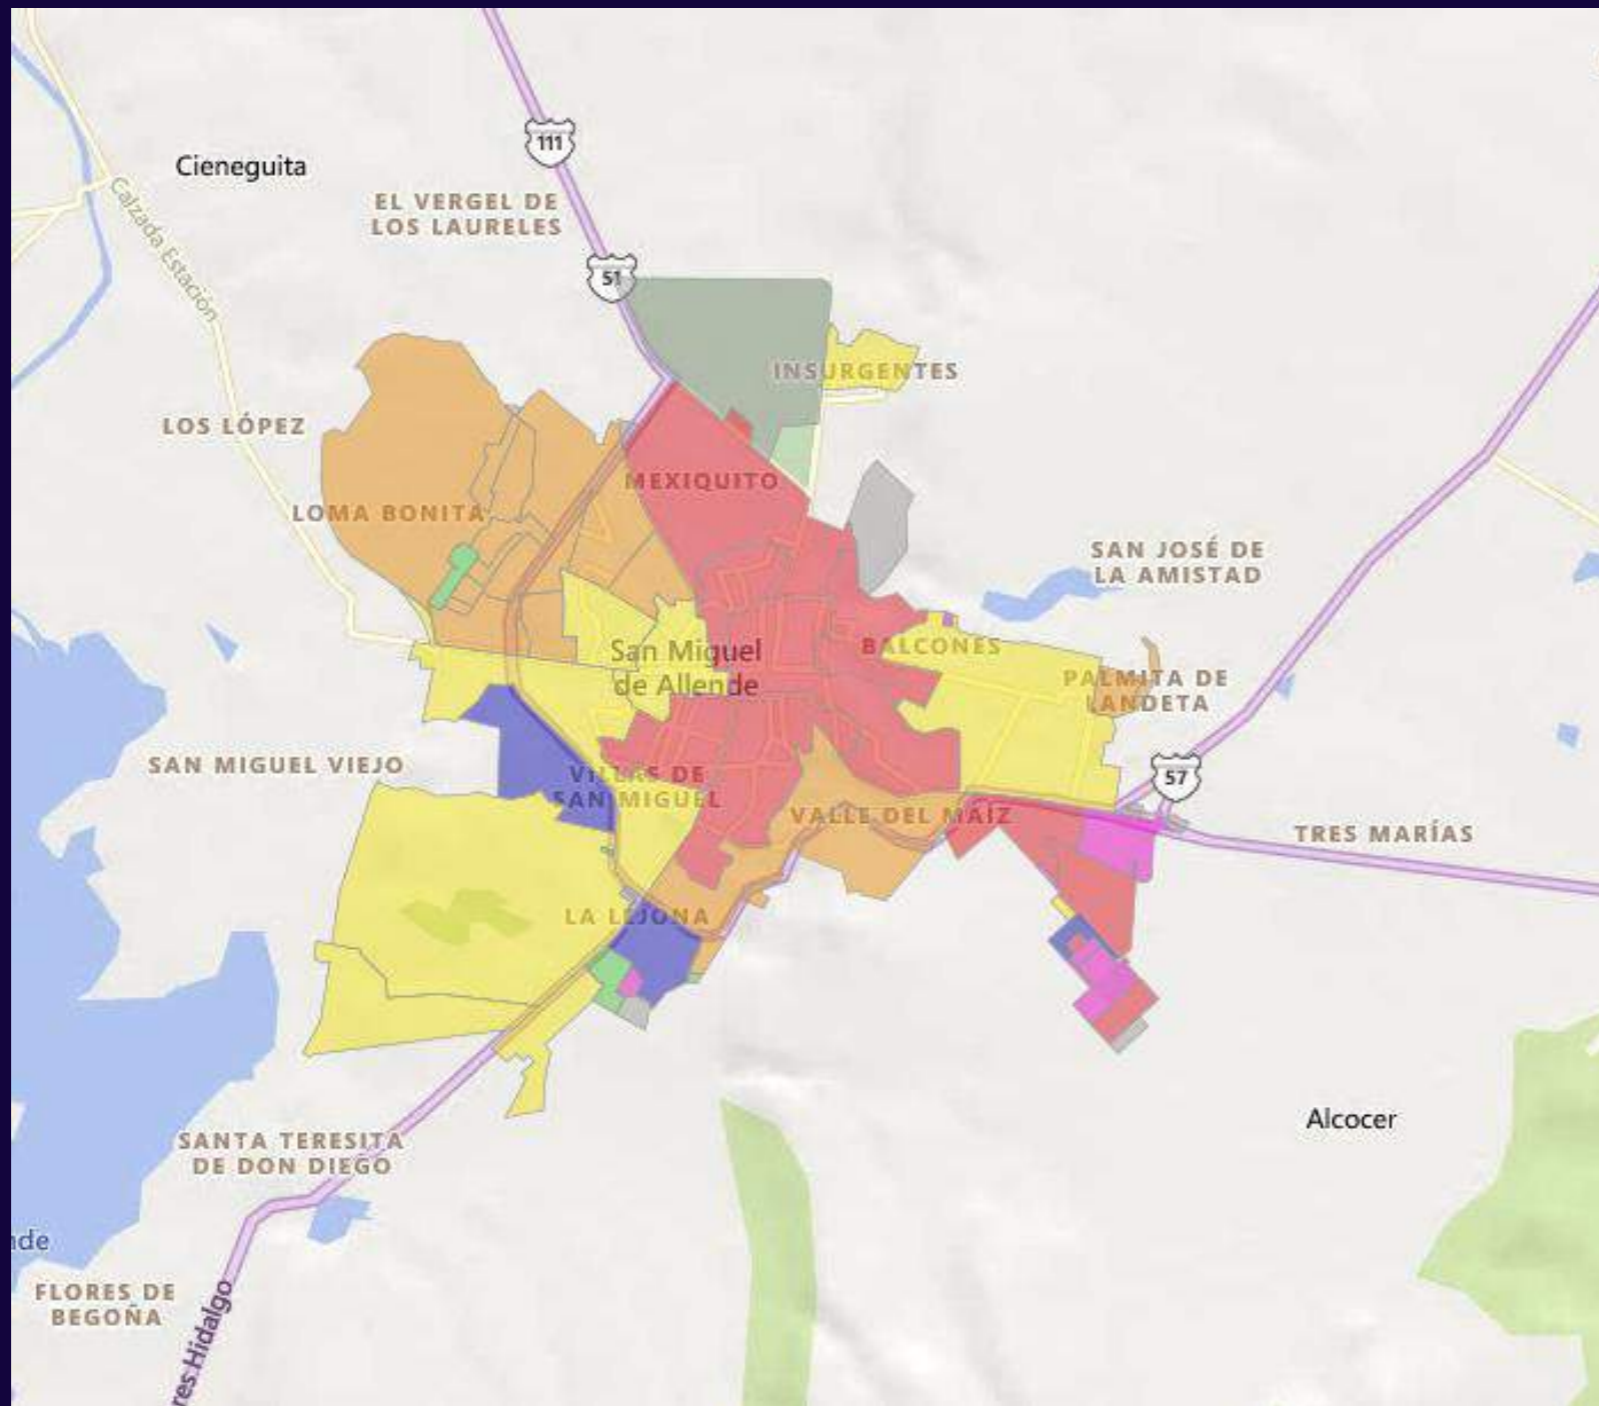 111
Cieneguita
EL VERGEL DE
LOS LAURELES
Calzada Estación
51
INSURGENTES
LOS LÓPEZ
MEXIQUITO
LOMA BONITA
SAN JOSÉ DE
LA AMISTAD
San Miguel
de Allende
BALCONES
PALMITA DE
LANDETA
SAN MIGUEL VIEJO
VILLAS DE
SAN MIGUEL
57
VALLE DEL MAÍZ
TRES MARÍAS
LA LEJONA
Alcocer
SANTA TERESITA
DE DON DIEGO
nde
FLORES DE
BEGOÑA
res Hidalgo